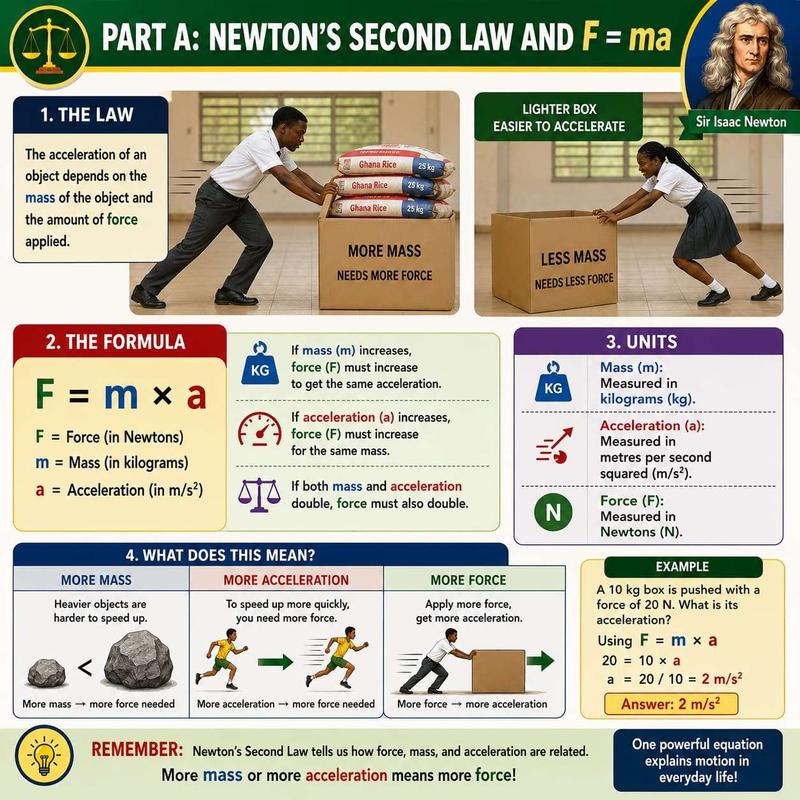 PART A: NEWTON'S SECOND LAW AND F = ma
Sir Isaac Newton
1. THE LAW
The acceleration of an
object depends on the
mass of the object and
the amount of force
applied.
Ghana Rice 25 kg
Ghana Rice 25 kg
Ghana Rice 25 kg
MORE MASS
NEEDS MORE FORCE
LIGHTER BOX
EASIER TO ACCELERATE
LESS MASS
NEEDS LESS FORCE
2. THE FORMULA
F = m × a
F = Force (in Newtons)
m = Mass (in kilograms)
a = Acceleration (in m/s²)
KG
If mass (m) increases,
force (F) must increase
to get the same acceleration.
If acceleration (a) increases,
force (F) must increase
for the same mass.
If both mass and acceleration
double, force must also double.
3. UNITS
KG
Mass (m):
Measured in
kilograms (kg).
Acceleration (a):
Measured in
metres per second
squared (m/s²).
N
Force (F):
Measured in
Newtons (N).
4. WHAT DOES THIS MEAN?
MORE MASS
Heavier objects are
harder to speed up.
<
More mass → more force needed
MORE ACCELERATION
To speed up more quickly,
you need more force.
More acceleration → more force needed
MORE FORCE
Apply more force,
get more acceleration.
More force → more acceleration
EXAMPLE
A 10 kg box is pushed with a
force of 20 N. What is its
acceleration?
Using F = m × a
20 = 10 × a
a = 20 / 10 = 2 m/s²
Answer: 2 m/s²
REMEMBER: Newton's Second Law tells us how force, mass, and acceleration are related.
More mass or more acceleration means more force!
One powerful equation
explains motion in
everyday life!